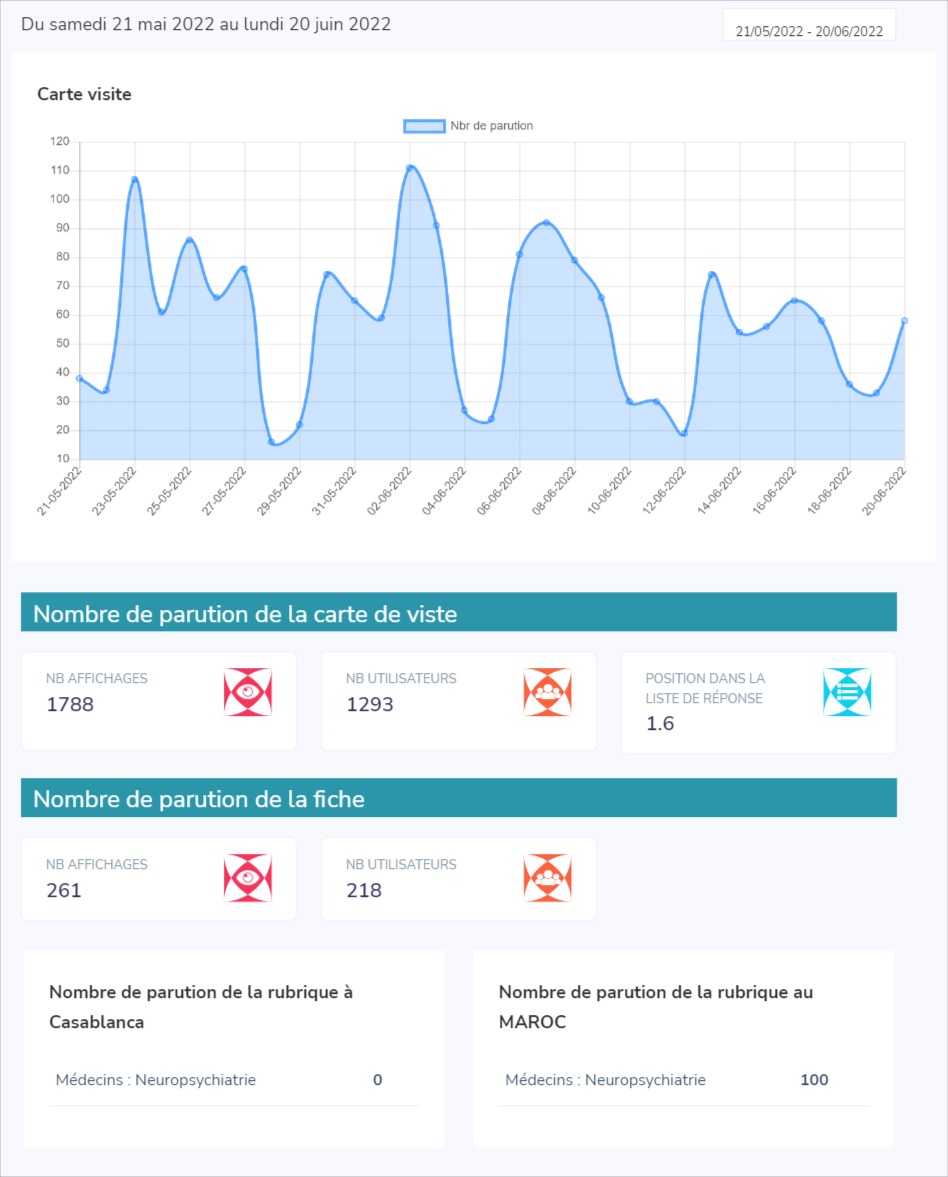 Du samedi 21 mai 2022 au lundi 20 juin 2022
21/05/2022 - 20/06/2022
Carte visite
Nbr de parution
120
110
100
90
80
70
60
50
40
30
20
10
21-05-2022
23-05-2022
25-05-2022
27-05-2022
29-05-2022
31-05-2022
02-06-2022
04-06-2022
06-06-2022
08-06-2022
10-06-2022
12-06-2022
14-06-2022
16-06-2022
18-06-2022
20-06-2022
Nombre de parution de la carte de viste
NB AFFICHAGES
1788
NB UTILISATEURS
1293
POSITION DANS LA
LISTE DE RÉPONSE
1.6
Nombre de parution de la fiche
NB AFFICHAGES
261
NB UTILISATEURS
218
Nombre de parution de la rubrique à
Casablanca
Médecins : Neuropsychiatrie 0
Nombre de parution de la rubrique au
MAROC
Médecins : Neuropsychiatrie 100